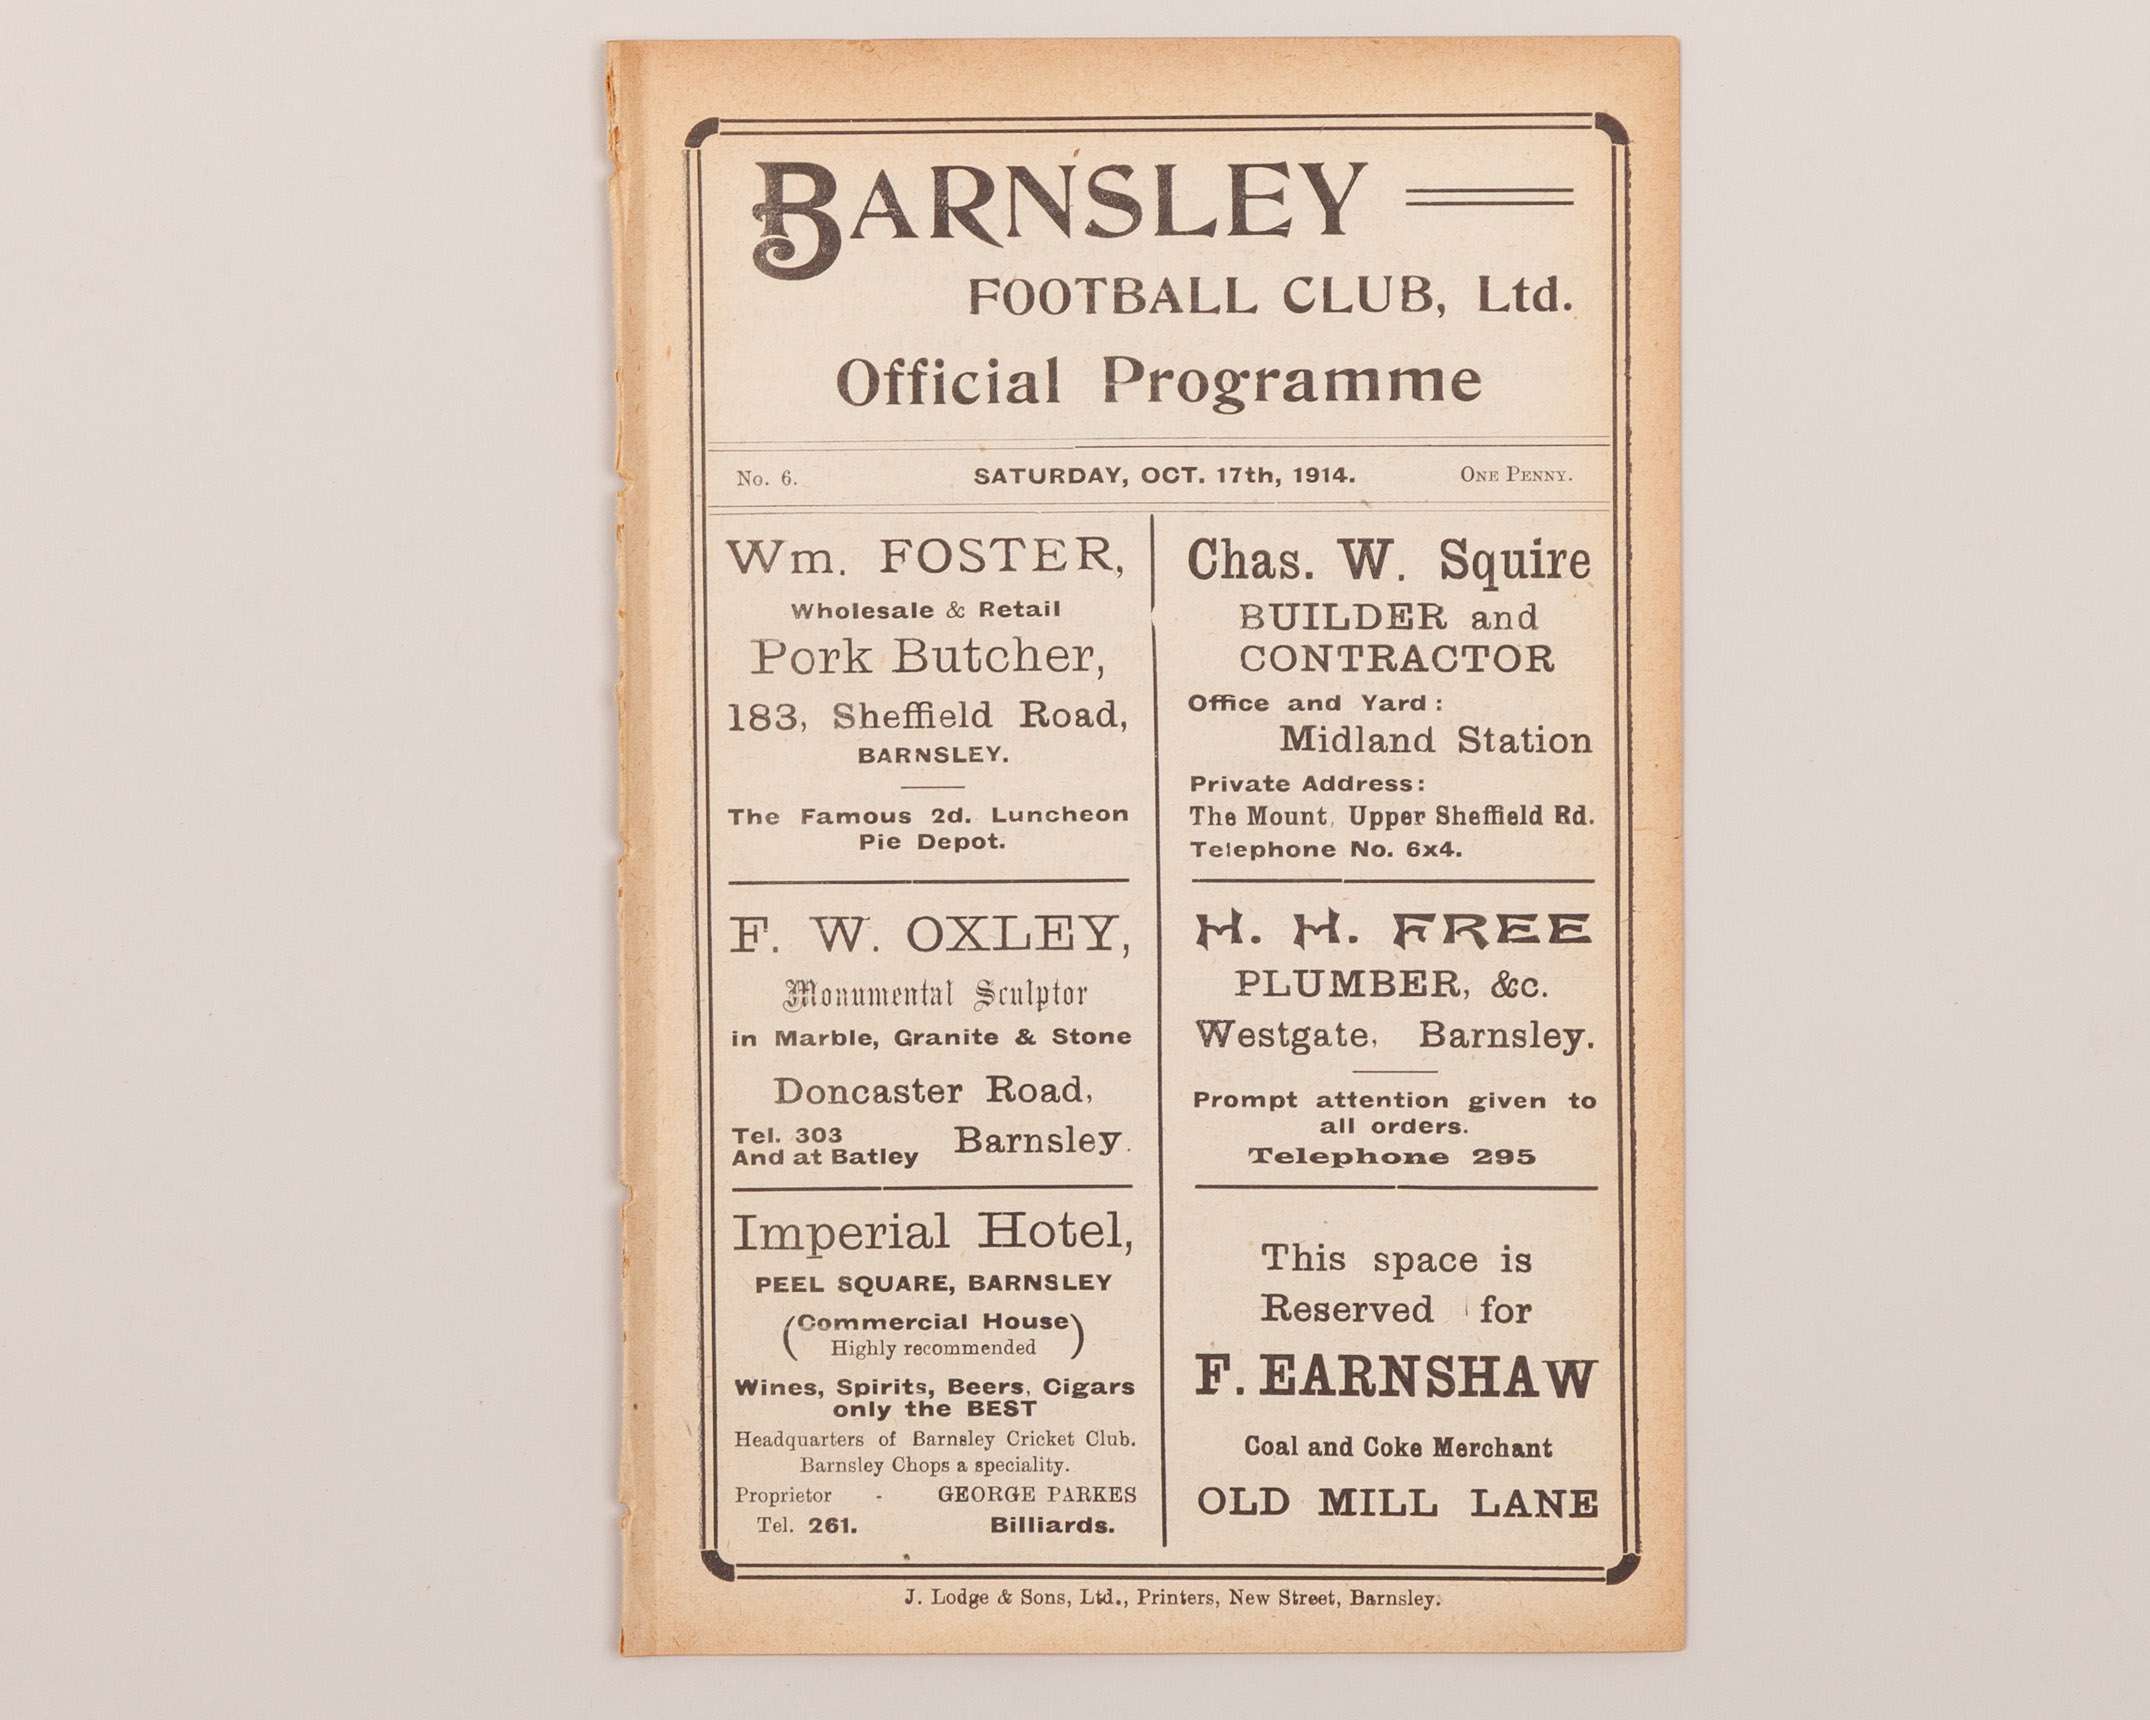 BARNSLEY
FOOTBALL CLUB, Ltd.
Official Programme
No. 6. SATURDAY, OCT. 17th, 1914. ONE PENNY.
Wm. FOSTER,
Wholesale & Retail
Pork Butcher,
183, Sheffield Road,
BARNSLEY.
The Famous 2d. Luncheon
Pie Depot.
F. W. OXLEY,
Monumental Sculptor
in Marble, Granite & Stone
Doncaster Road,
Tel. 303
And at Batley Barnsley.
Imperial Hotel,
PEEL SQUARE, BARNSLEY
(Commercial House
Highly recommended)
Wines, Spirits, Beers, Cigars
only the BEST
Headquarters of Barnsley Cricket Club.
Barnsley Chops a speciality.
Proprietor - GEORGE PARKES
Tel. 261. Billiards.
Chas. W. Squire
BUILDER and
CONTRACTOR
Office and Yard:
Midland Station
Private Address:
The Mount, Upper Sheffield Rd.
Telephone No. 6x4.
H. H. FREE
PLUMBER, &c.
Westgate, Barnsley.
Prompt attention given to
all orders.
Telephone 295
This space is
Reserved for
F. EARNSHAW
Coal and Coke Merchant
OLD MILL LANE
J. Lodge & Sons, Ltd., Printers, New Street, Barnsley.